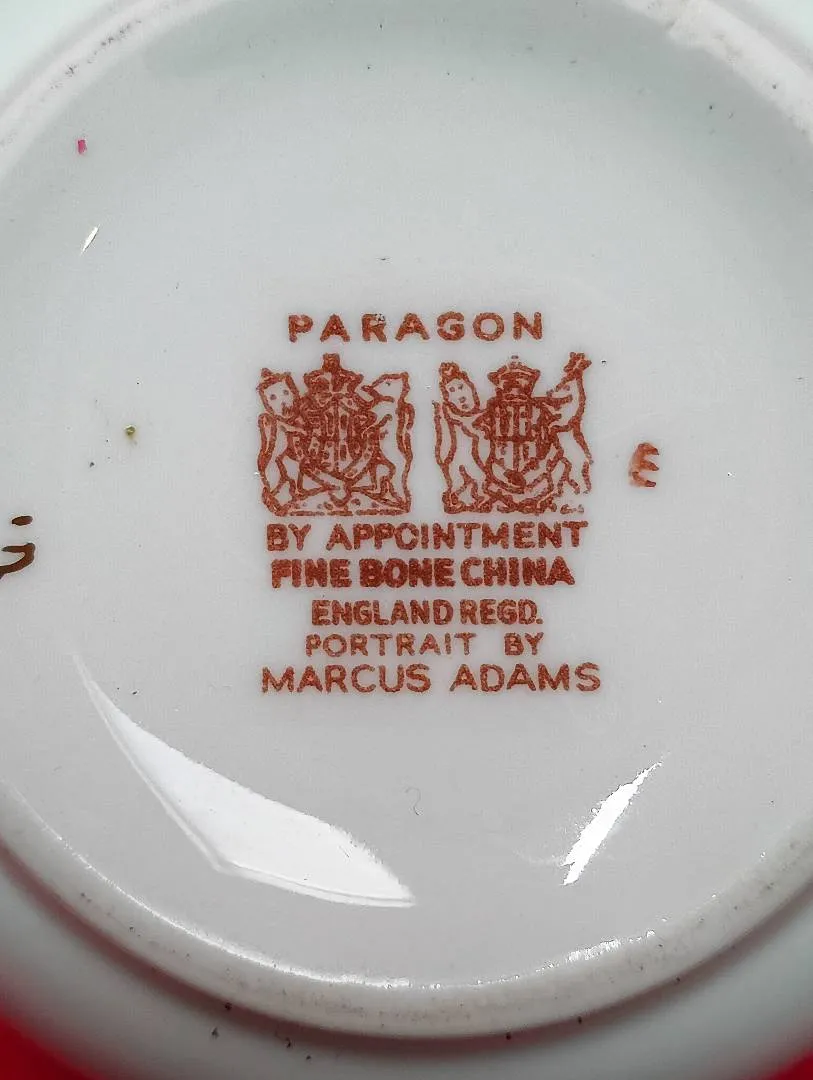 PARAGON
E
BY APPOINTMENT
FINE BONE CHINA
ENGLAND REGD.
PORTRAIT BY
MARCUS ADAMS